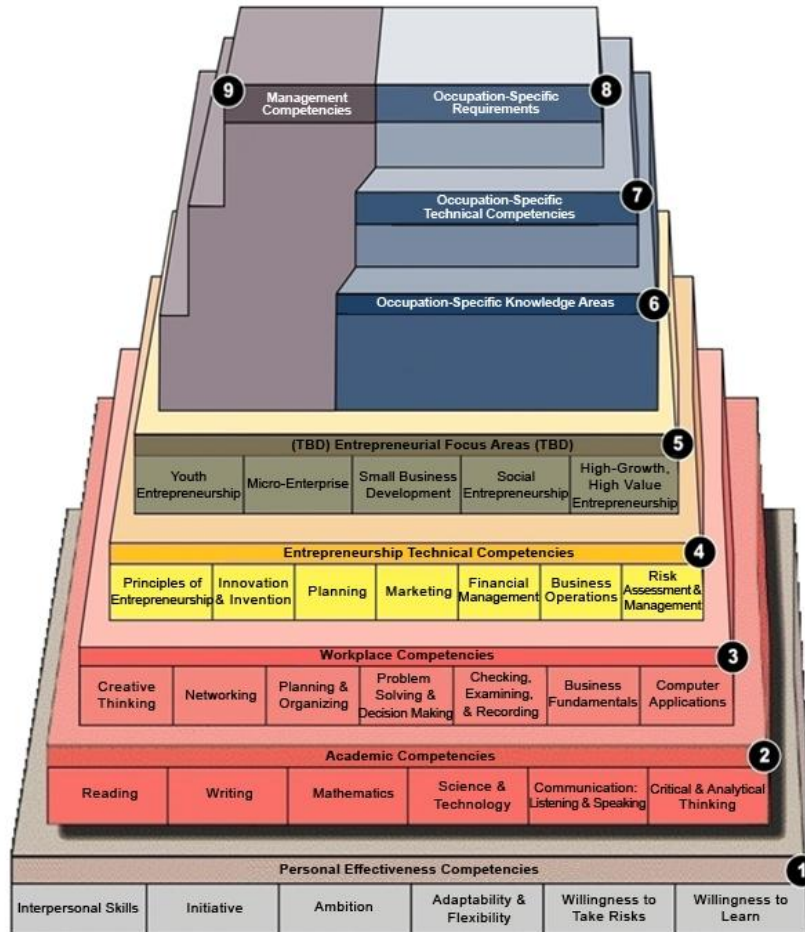 9
Management
Competencies
Occupation-Specific
Requirements
8
Occupation-Specific
Technical Competencies
7
Occupation-Specific Knowledge Areas
6
(TBD) Entrepreneurial Focus Areas (TBD)
5
Youth
Entrepreneurship
Micro-Enterprise
Small Business
Development
Social
Entrepreneurship
High-Growth,
High Value
Entrepreneurship
Entrepreneurship Technical Competencies
4
Principles of
Entrepreneurship
Innovation
& Invention
Planning
Marketing
Financial
Management
Business
Operations
Risk
Assessment &
Management
Workplace Competencies
3
Creative
Thinking
Networking
Planning &
Organizing
Problem
Solving &
Decision Making
Checking,
Examining,
& Recording
Business
Fundamentals
Computer
Applications
Academic Competencies
2
Reading
Writing
Mathematics
Science &
Technology
Communication:
Listening & Speaking
Critical & Analytical
Thinking
Personal Effectiveness Competencies
1
Interpersonal Skills
Initiative
Ambition
Adaptability &
Flexibility
Willingness to
Take Risks
Willingness to
Learn